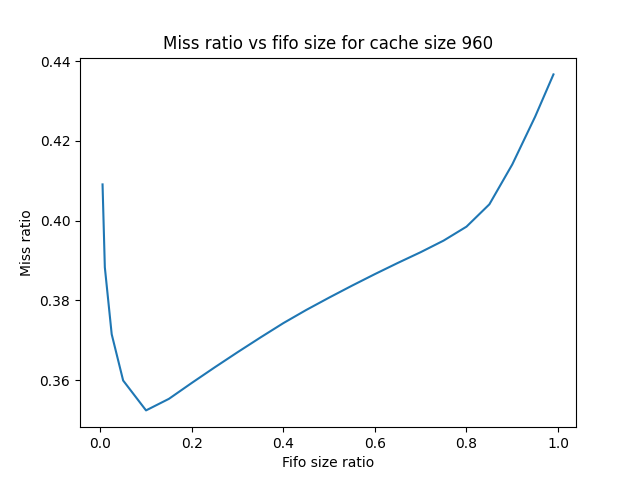 Miss ratio vs fifo size for cache size 960
0.44
0.42
0.40
0.38
0.36
Miss ratio
0.0 0.2 0.4 0.6 0.8 1.0
Fifo size ratio